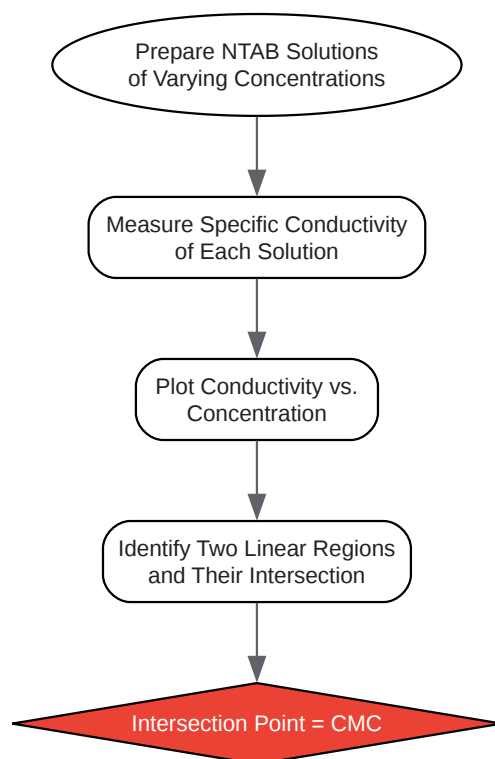 Prepare NTAB Solutions
of Varying Concentrations
Measure Specific Conductivity
of Each Solution
Plot Conductivity vs.
Concentration
Identify Two Linear Regions
and Their Intersection
Intersection Point = CMC